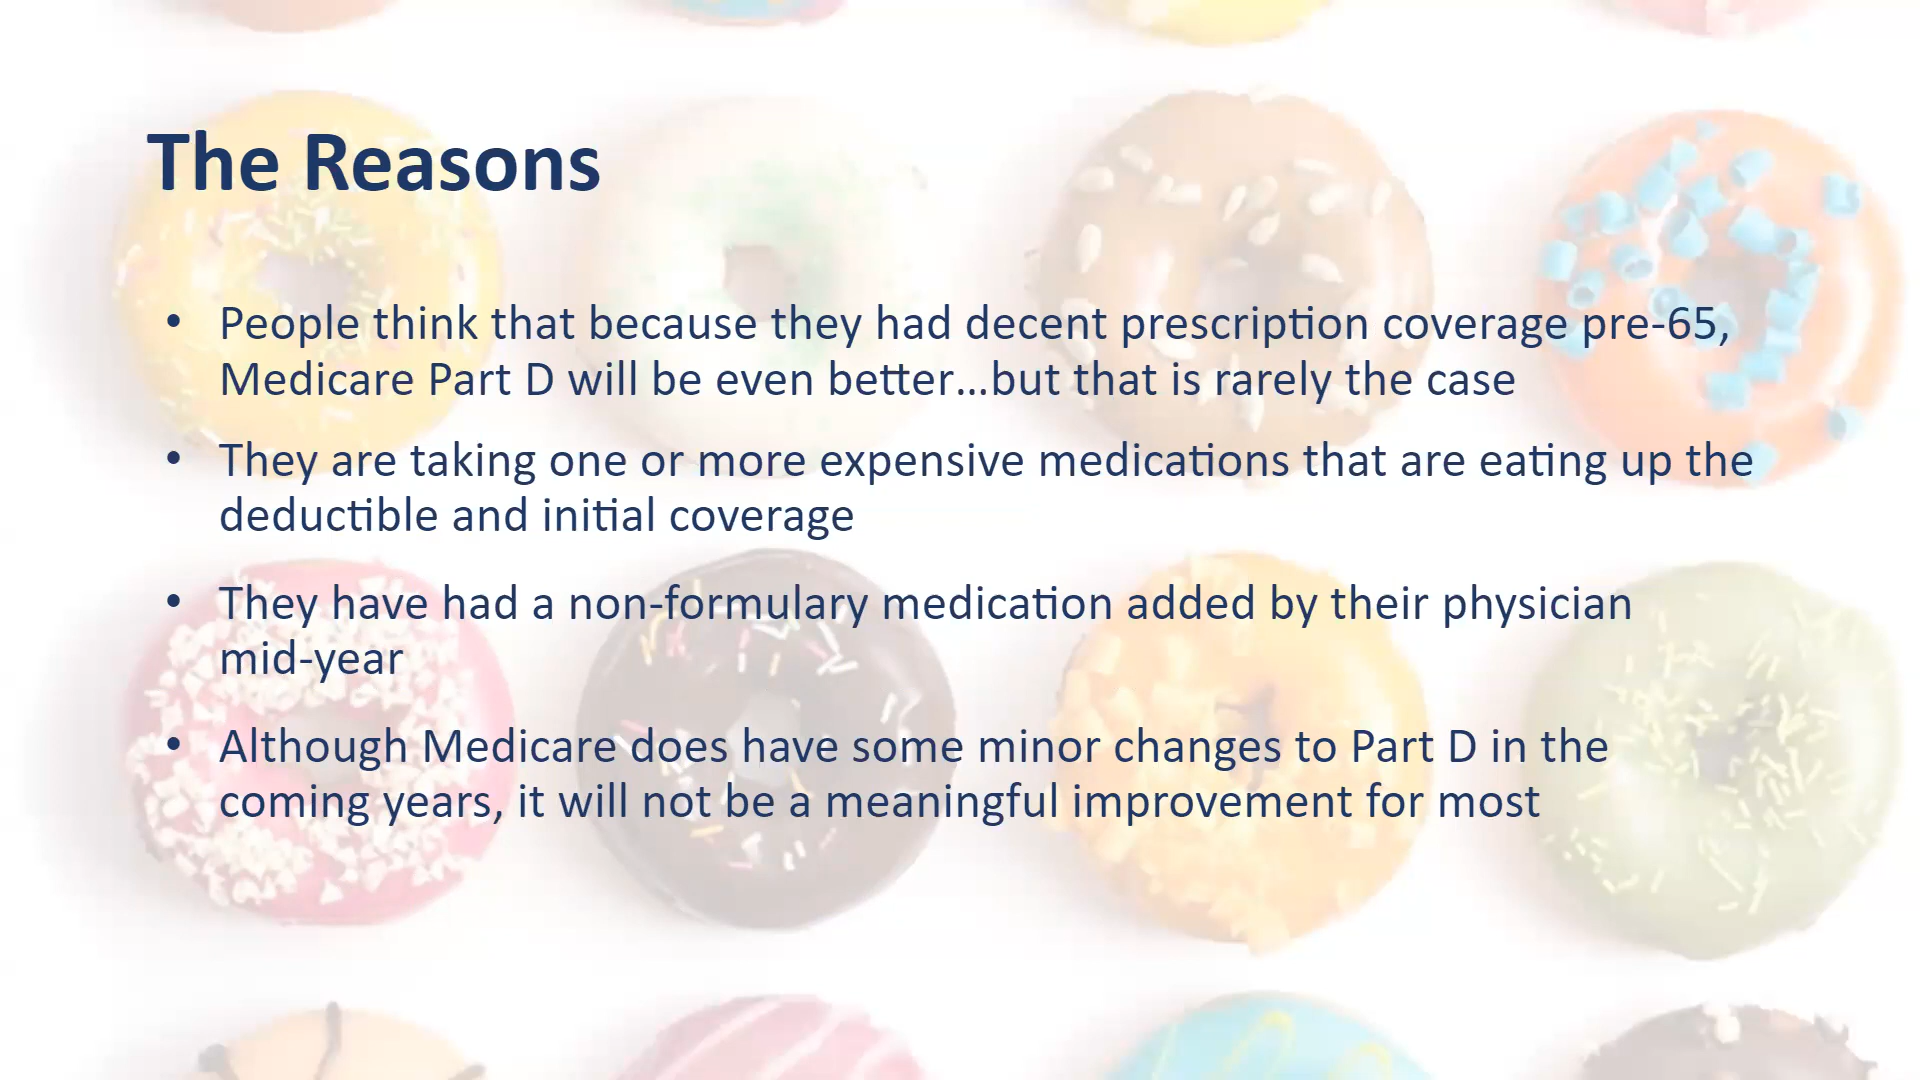 The Reasons
• People think that because they had decent prescription coverage pre-65,
Medicare Part D will be even better...but that is rarely the case
• They are taking one or more expensive medications that are eating up the
deductible and initial coverage
• They have had a non-formulary medication added by their physician
mid-year
• Although Medicare does have some minor changes to Part D in the
coming years, it will not be a meaningful improvement for most